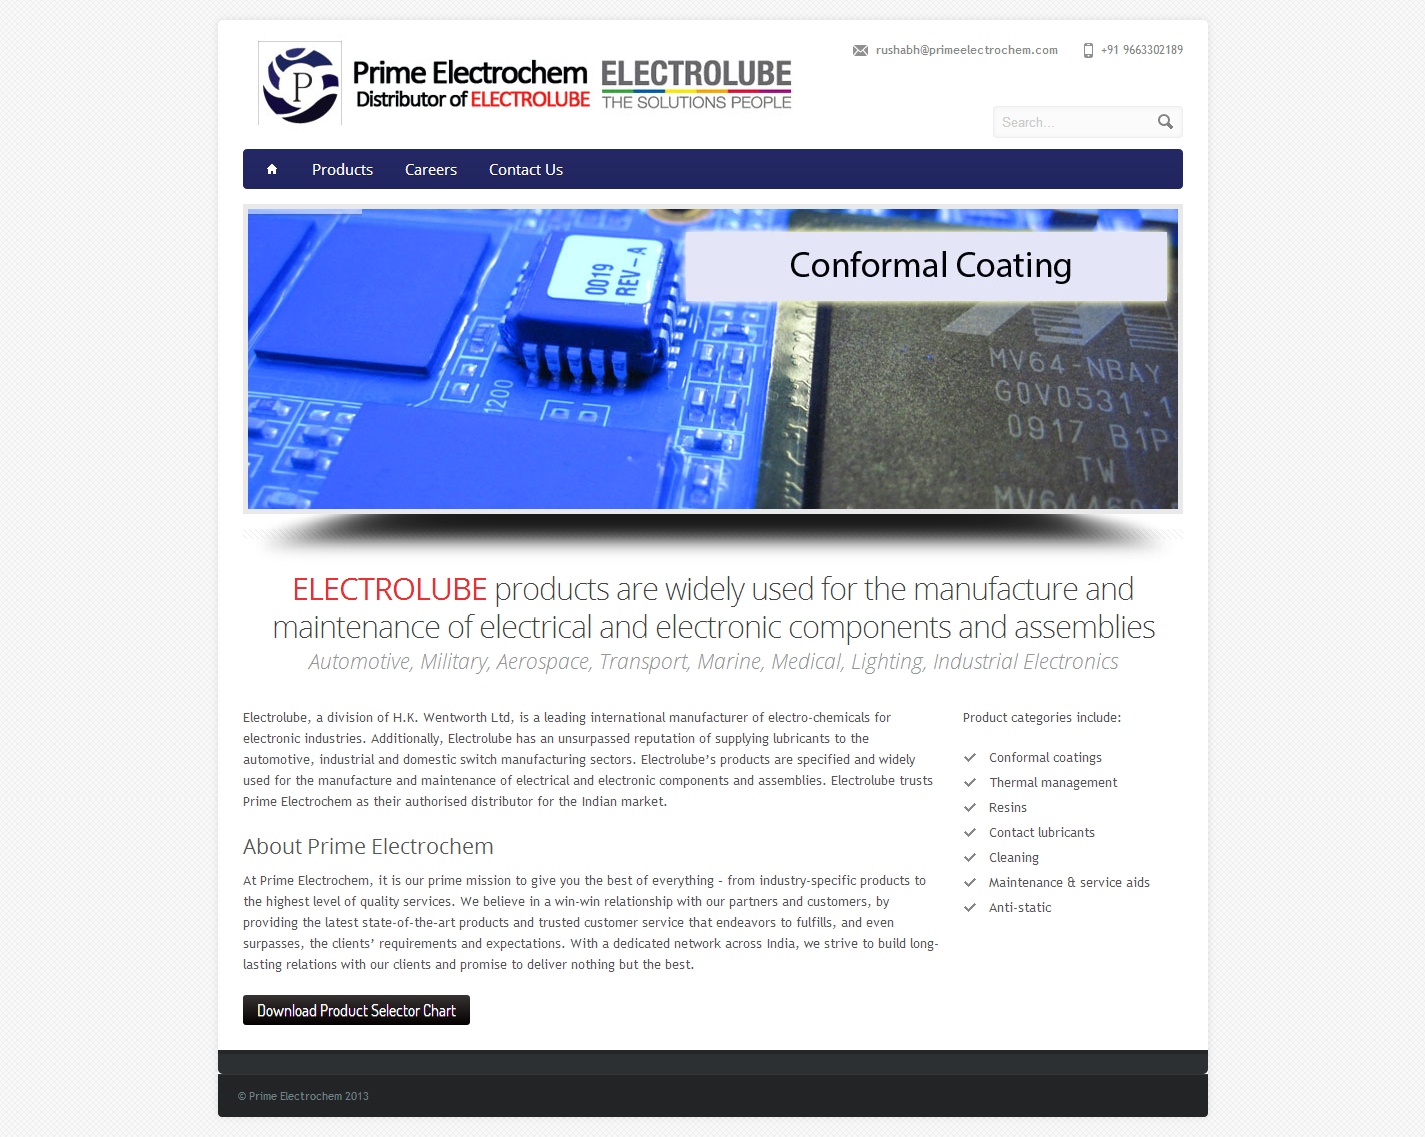 P
Prime Electrochem
Distributor of ELECTROLUBE
ELECTROLUBE
THE SOLUTIONS PEOPLE
rushabh@primeelectrochem.com
+91 9663302189
Search...
Products Careers Contact Us
Conformal Coating
0019
REV-A
1200
MV64-NBAY
G0V0531.1
0917 B1P
TW
ELECTROLUBE products are widely used for the manufacture and
maintenance of electrical and electronic components and assemblies
Automotive, Military, Aerospace, Transport, Marine, Medical, Lighting, Industrial Electronics
Electrolube, a division of H.K. Wentworth Ltd, is a leading international manufacturer of electro-chemicals for
electronic industries. Additionally, Electrolube has an unsurpassed reputation of supplying lubricants to the
automotive, industrial and domestic switch manufacturing sectors. Electrolube’s products are specified and widely
used for the manufacture and maintenance of electrical and electronic components and assemblies. Electrolube trusts
Prime Electrochem as their authorised distributor for the Indian market.
About Prime Electrochem
At Prime Electrochem, it is our prime mission to give you the best of everything - from industry-specific products to
the highest level of quality services. We believe in a win-win relationship with our partners and customers, by
providing the latest state-of-the-art products and trusted customer service that endeavors to fulfills, and even
surpasses, the clients’ requirements and expectations. With a dedicated network across India, we strive to build long-
lasting relations with our clients and promise to deliver nothing but the best.
Download Product Selector Chart
Product categories include:
Conformal coatings
Thermal management
Resins
Contact lubricants
Cleaning
Maintenance & service aids
Anti-static
© Prime Electrochem 2013